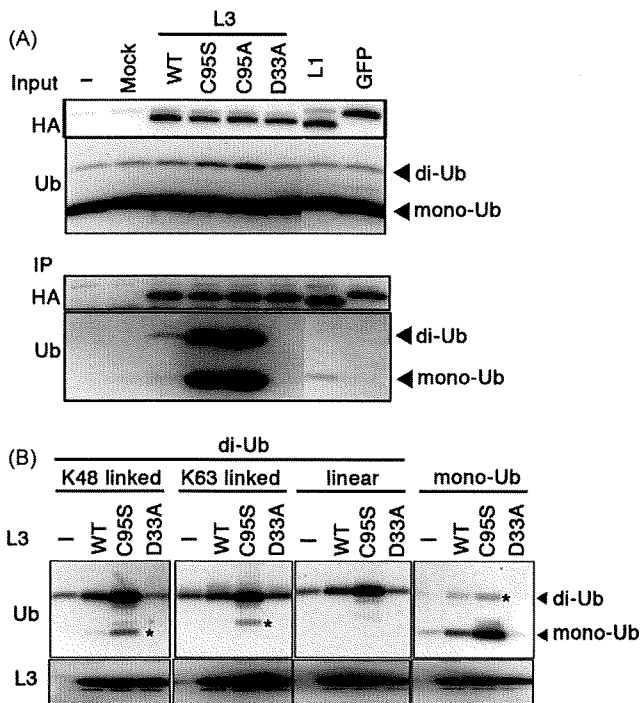 (A)
L3
Input
–
Mock
WT
C95S
C95A
D33A
L1
GFP
HA
Ub
◀ di-Ub
◀ mono-Ub
IP
HA
Ub
◀ di-Ub
◀ mono-Ub
(B)
di-Ub
K48 linked K63 linked linear mono-Ub
L3
– WT C95S D33A – WT C95S D33A – WT C95S D33A – WT C95S D33A
Ub
* * *
◀ di-Ub
◀ mono-Ub
L3